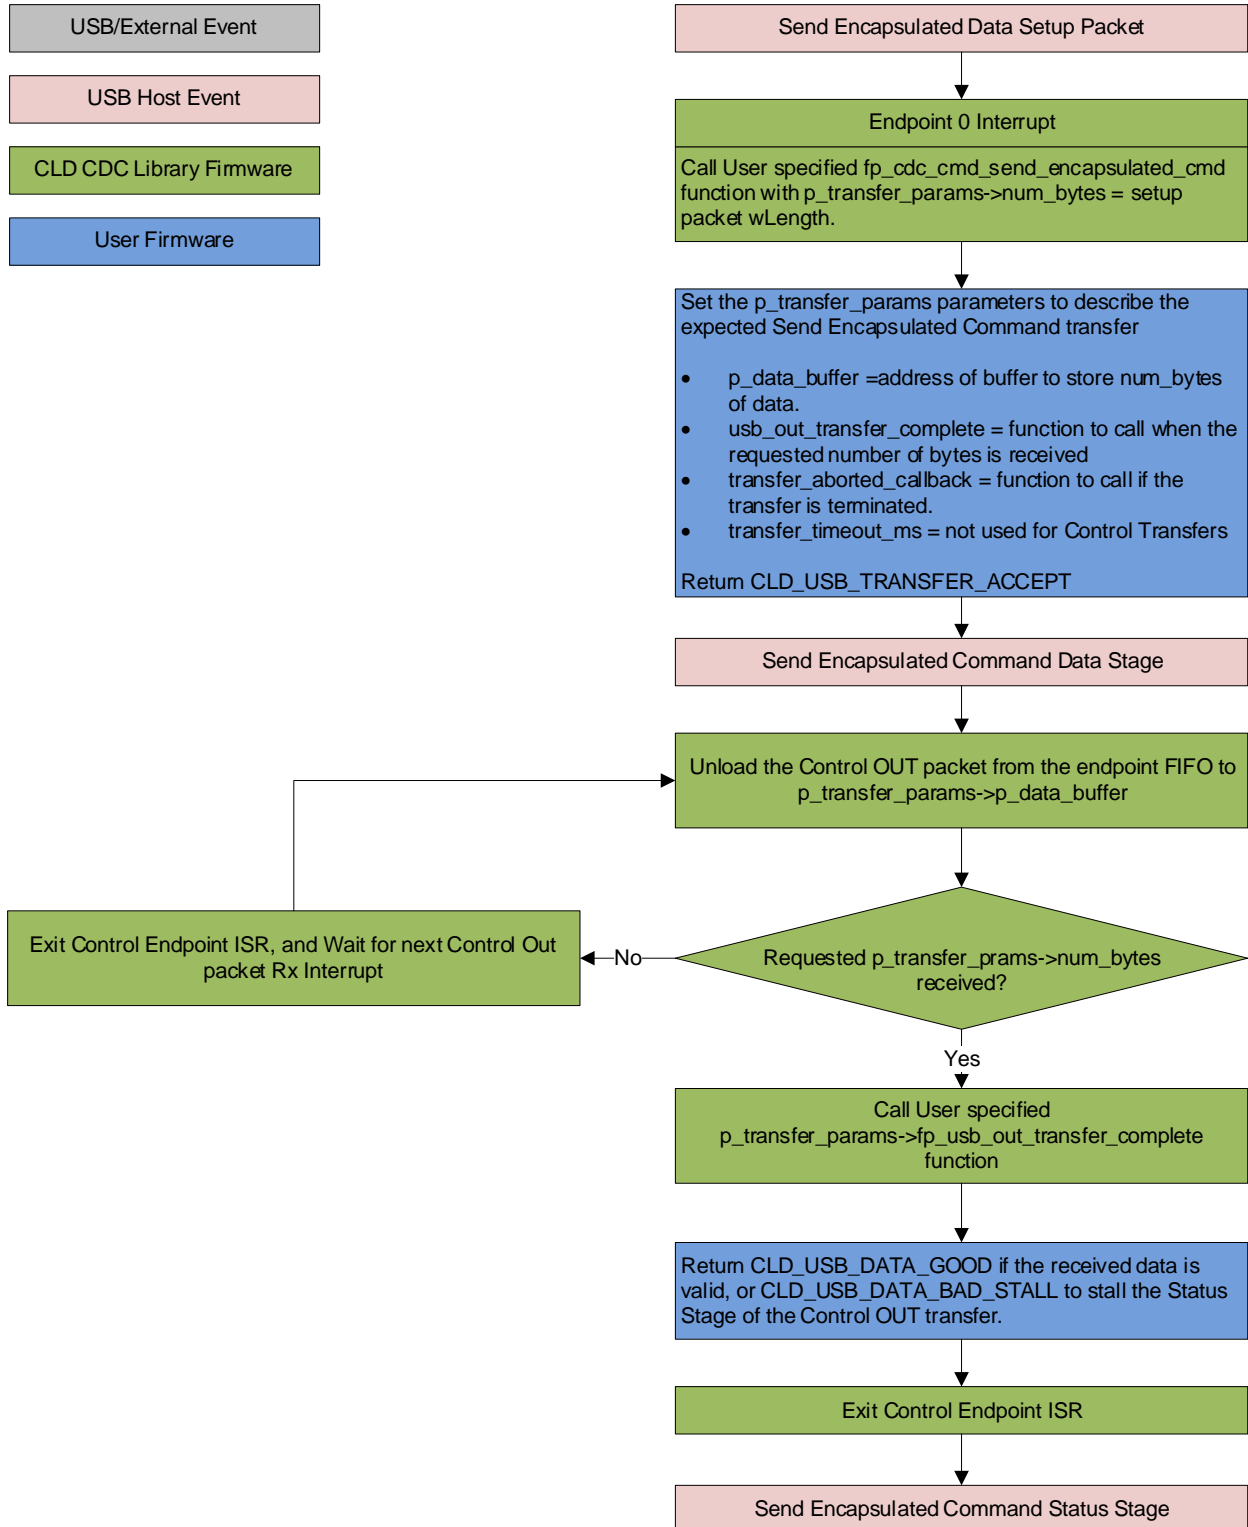 USB/External Event
USB Host Event
CLD CDC Library Firmware
User Firmware
Send Encapsulated Data Setup Packet
Endpoint 0 Interrupt
Call User specified fp_cdc_cmd_send_encapsulated_cmd
function with p_transfer_params->num_bytes = setup
packet wLength.
Set the p_transfer_params parameters to describe the
expected Send Encapsulated Command transfer
• p_data_buffer =address of buffer to store num_bytes
of data.
• usb_out_transfer_complete = function to call when the
requested number of bytes is received
• transfer_aborted_callback = function to call if the
transfer is terminated.
• transfer_timeout_ms = not used for Control Transfers
Return CLD_USB_TRANSFER_ACCEPT
Send Encapsulated Command Data Stage
Unload the Control OUT packet from the endpoint FIFO to
p_transfer_params->p_data_buffer
Exit Control Endpoint ISR, and Wait for next Control Out
packet Rx Interrupt
No
Requested p_transfer_prams->num_bytes
received?
Yes
Call User specified
p_transfer_params->fp_usb_out_transfer_complete
function
Return CLD_USB_DATA_GOOD if the received data is
valid, or CLD_USB_DATA_BAD_STALL to stall the Status
Stage of the Control OUT transfer.
Exit Control Endpoint ISR
Send Encapsulated Command Status Stage